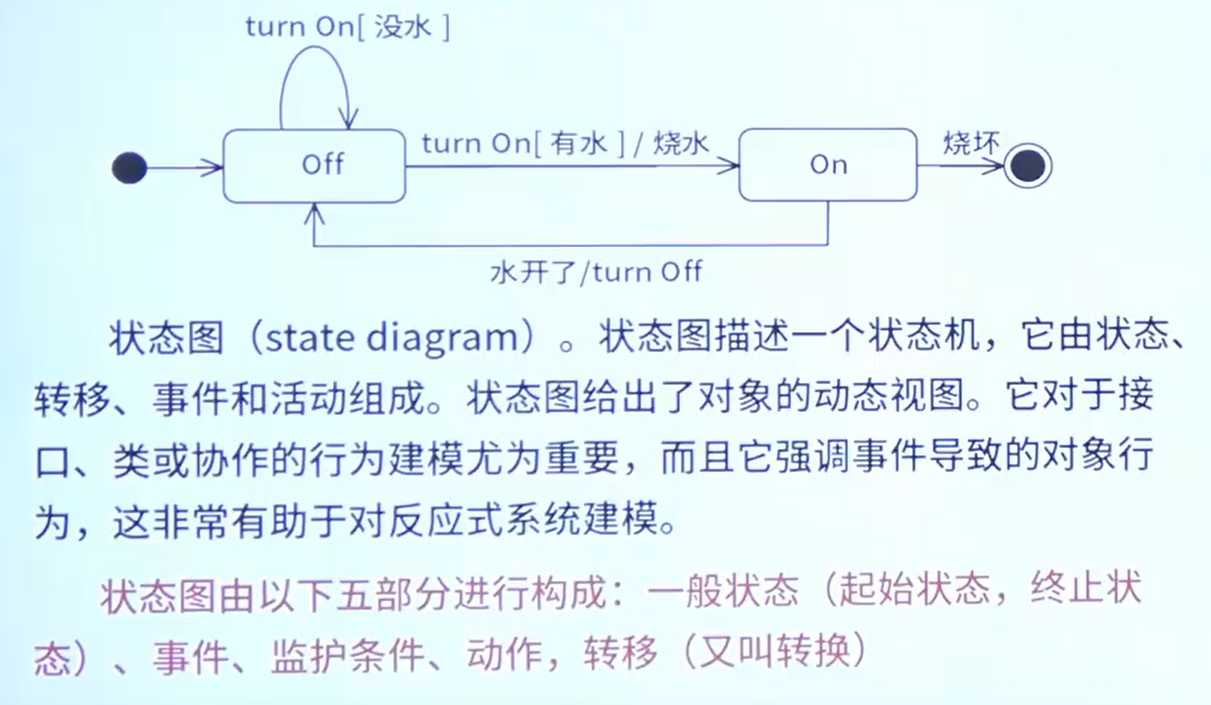 turn On[ 没水 ]
Off
turn On[ 有水 ] / 烧水
On
烧坏
水开了/turn Off
状态图（state diagram）。状态图描述一个状态机，它由状态、
转移、事件和活动组成。状态图给出了对象的动态视图。它对于接
口、类或协作的行为建模尤为重要，而且它强调事件导致的对象行
为，这非常有助于对反应式系统建模。
状态图由以下五部分进行构成：一般状态（起始状态，终止状
态）、事件、监护条件、动作，转移（又叫转换）